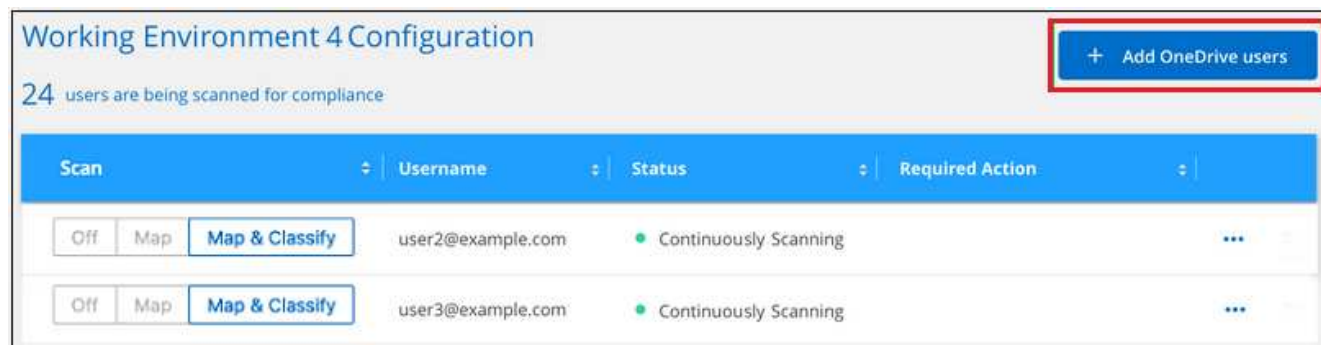 Working Environment 4 Configuration
+ Add OneDrive users
24 users are being scanned for compliance
Scan Username Status Required Action
Off Map Map & Classify user2@example.com Continuously Scanning
Off Map Map & Classify user3@example.com Continuously Scanning